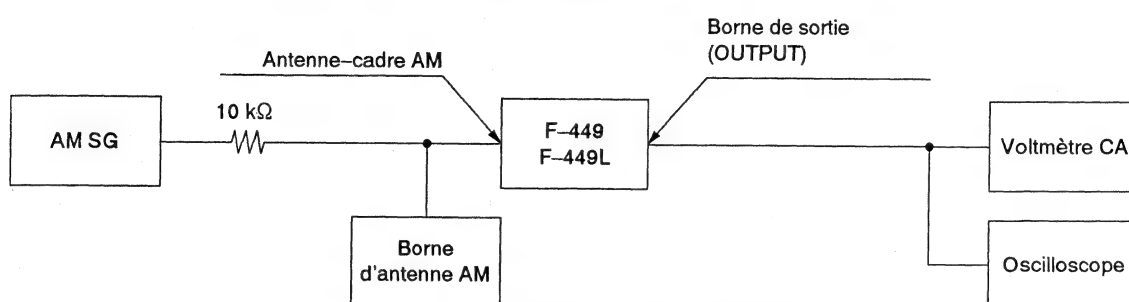 Borne de sortie
(OUTPUT)
Antenne–cadre AM
10 kΩ
AM SG
F–449
F–449L
Voltmètre CA
Borne
d'antenne AM
Oscilloscope